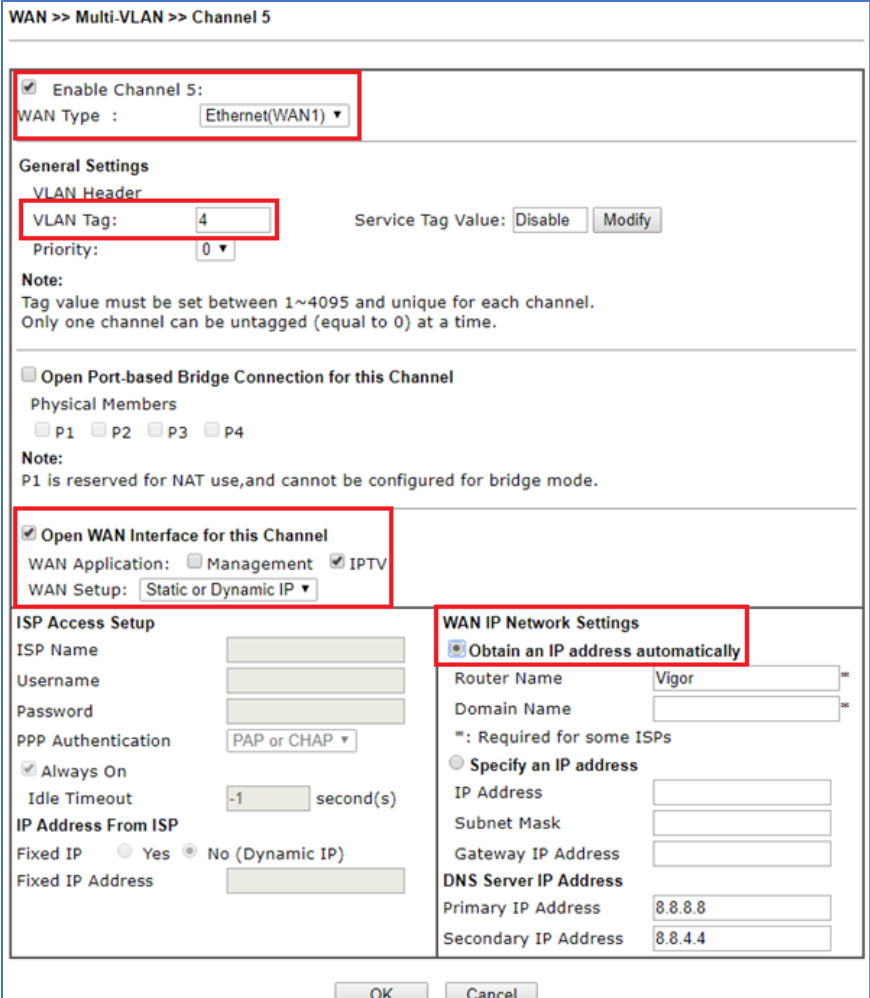 WAN >> Multi-VLAN >> Channel 5
Enable Channel 5:
WAN Type : Ethernet(WAN1)
General Settings
VLAN Header
VLAN Tag: 4 Service Tag Value: Disable Modify
Priority: 0
Note:
Tag value must be set between 1~4095 and unique for each channel.
Only one channel can be untagged (equal to 0) at a time.
Open Port-based Bridge Connection for this Channel
Physical Members
P1 P2 P3 P4
Note:
P1 is reserved for NAT use,and cannot be configured for bridge mode.
Open WAN Interface for this Channel
WAN Application: Management IPTV
WAN Setup: Static or Dynamic IP
ISP Access Setup
ISP Name
Username
Password
PPP Authentication PAP or CHAP
Always On
Idle Timeout -1 second(s)
IP Address From ISP
Fixed IP Yes No (Dynamic IP)
Fixed IP Address
WAN IP Network Settings
Obtain an IP address automatically
Router Name Vigor *
Domain Name *
*: Required for some ISPs
Specify an IP address
IP Address
Subnet Mask
Gateway IP Address
DNS Server IP Address
Primary IP Address 8.8.8.8
Secondary IP Address 8.8.4.4
OK Cancel